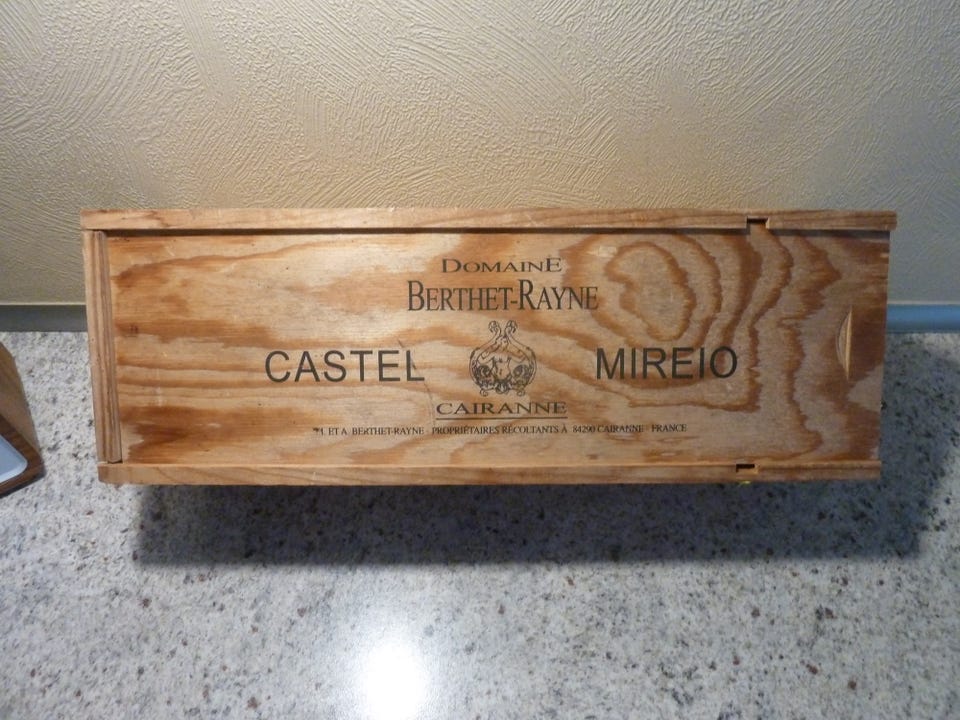 DOMAINE
BERTHET-RAYNE
CASTEL MIREIO
CAIRANNE
ET A BERTHET-RAYNE - PROPRIÉTAIRES RÉCOLTANTS À 84290 CAIRANNE - FRANCE